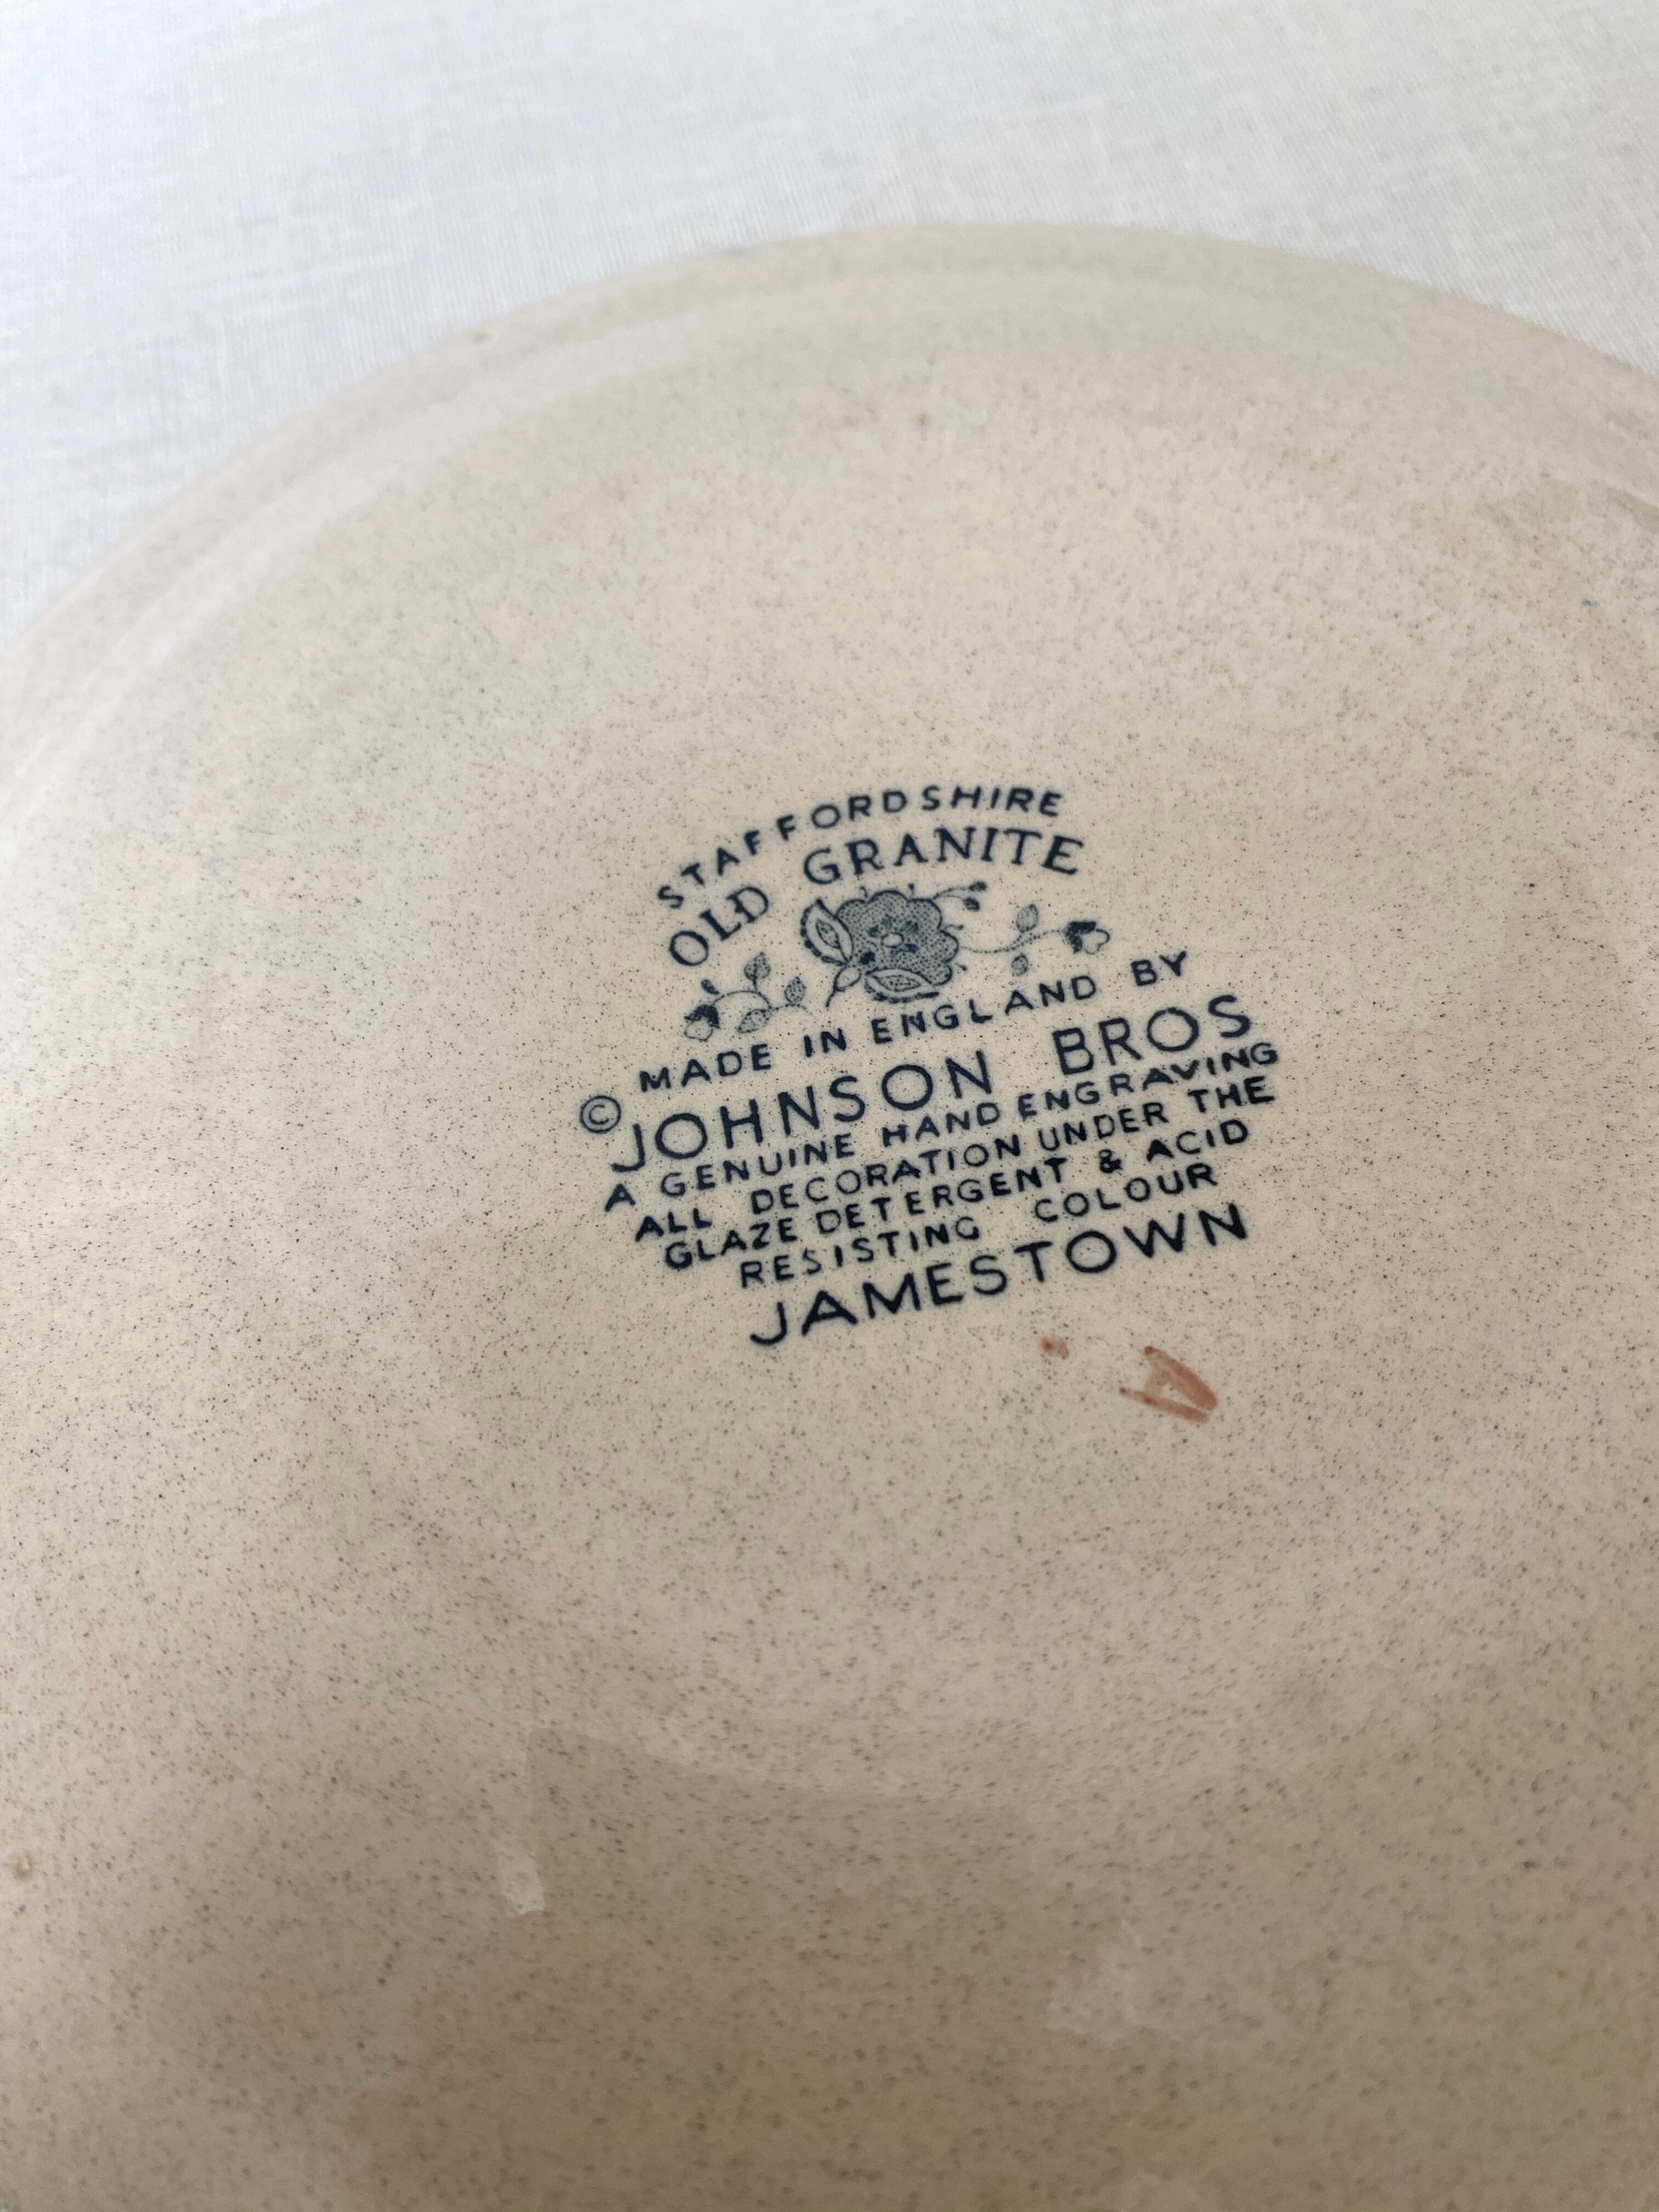 STAFFORDSHIRE
OLD GRANITE
MADE IN ENGLAND BY
© JOHNSON BROS
A GENUINE HAND ENGRAVING
ALL DECORATION UNDER THE
GLAZE DETERGENT & ACID
RESISTING COLOUR
JAMESTOWN